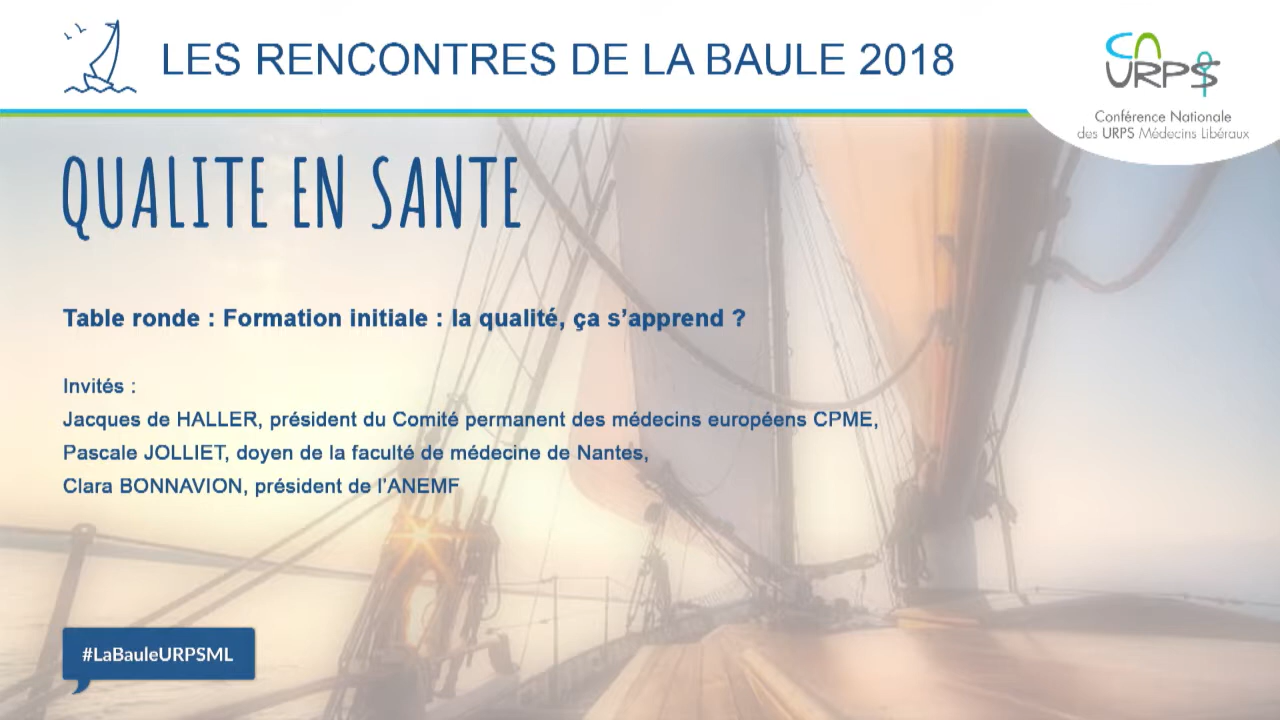 LES RENCONTRES DE LA BAULE 2018
CN
URPS
Conférence Nationale
des URPS Médecins Libéraux
QUALITE EN SANTE
Table ronde : Formation initiale : la qualité, ça s’apprend ?
Invités :
Jacques de HALLER, président du Comité permanent des médecins européens CPME,
Pascale JOLLIET, doyen de la faculté de médecine de Nantes,
Clara BONNAVION, président de l’ANEMF
#LaBauleURPSML